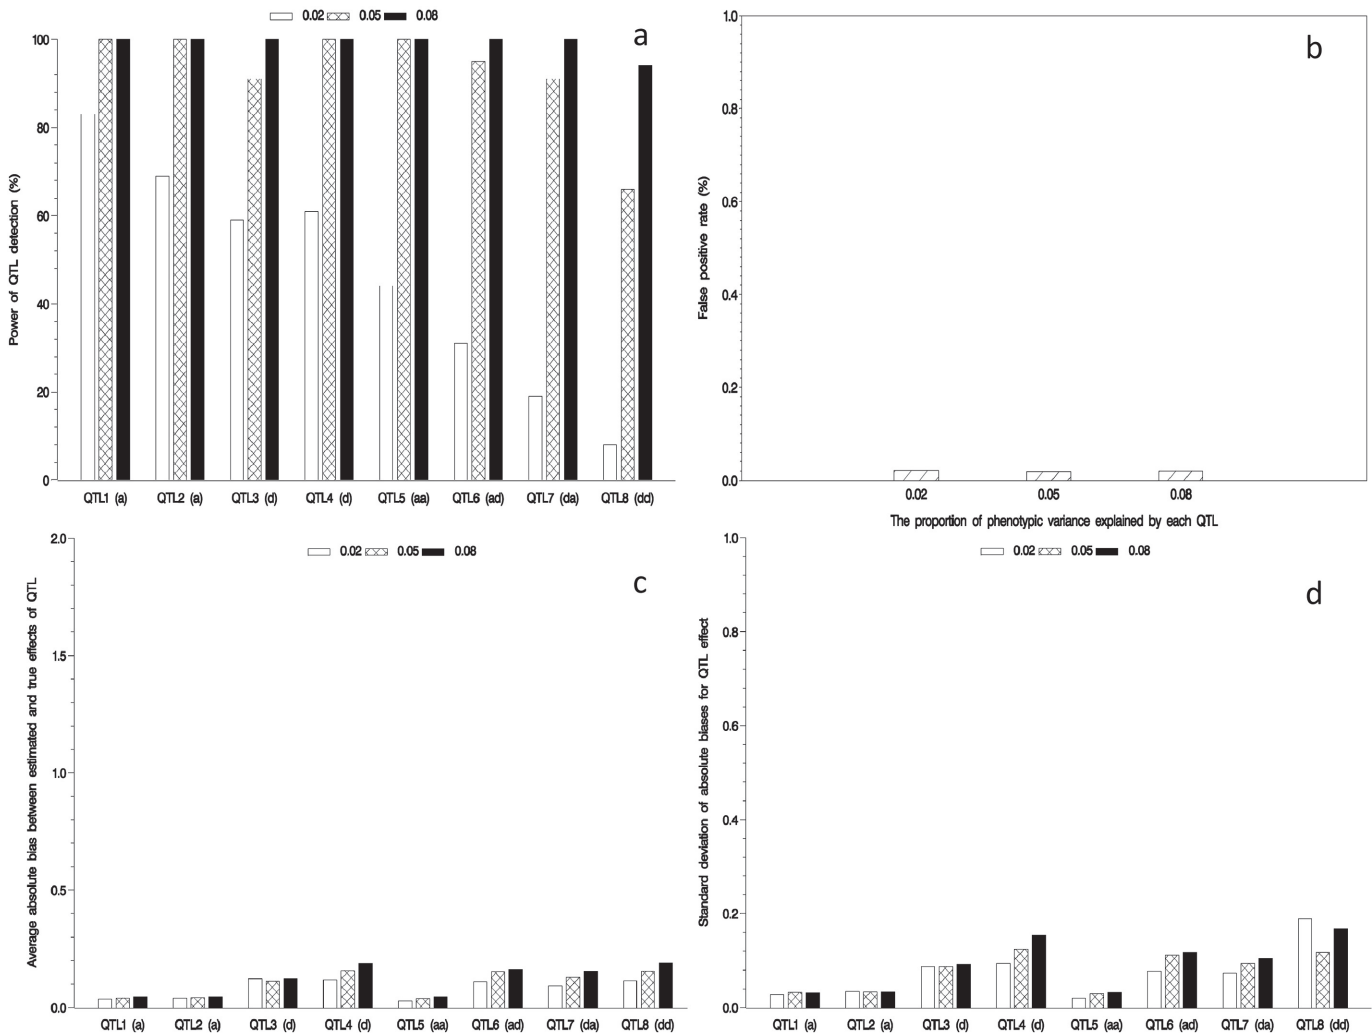 0.02 0.05 0.08
a
100
80
60
40
20
0
Power of QTL detection (%)
QTL1 (a) QTL2 (a) QTL3 (d) QTL4 (d) QTL5 (aa) QTL6 (ad) QTL7 (da) QTL8 (dd)
b
1.0
0.8
0.6
0.4
0.2
0.0
False positive rate (%)
0.02 0.05 0.08
The proportion of phenotypic variance explained by each QTL
0.02 0.05 0.08
c
2.0
1.5
1.0
0.5
0.0
Average absolute bias between estimated and true effects of QTL
QTL1 (a) QTL2 (a) QTL3 (d) QTL4 (d) QTL5 (aa) QTL6 (ad) QTL7 (da) QTL8 (dd)
0.02 0.05 0.08
d
1.0
0.8
0.6
0.4
0.2
0.0
Standard deviation of absolute biases for QTL effect
QTL1 (a) QTL2 (a) QTL3 (d) QTL4 (d) QTL5 (aa) QTL6 (ad) QTL7 (da) QTL8 (dd)